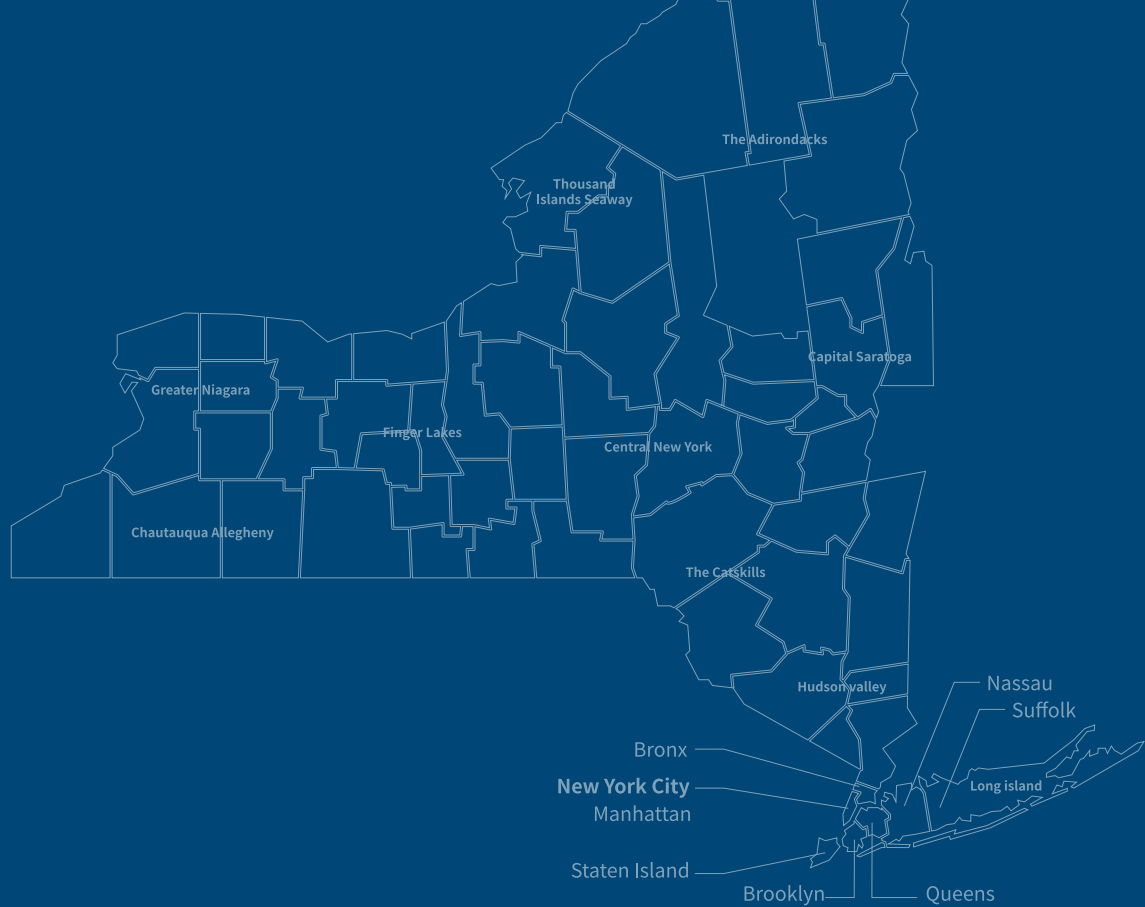 The Adirondacks
Thousand
Islands Seaway
Capital Saratoga
Greater Niagara
Finger Lakes
Central New York
Chautauqua Allegheny
The Catskills
Hudson valley
Nassau
Suffolk
Bronx
New York City
Manhattan
Long island
Staten Island
Brooklyn
Queens